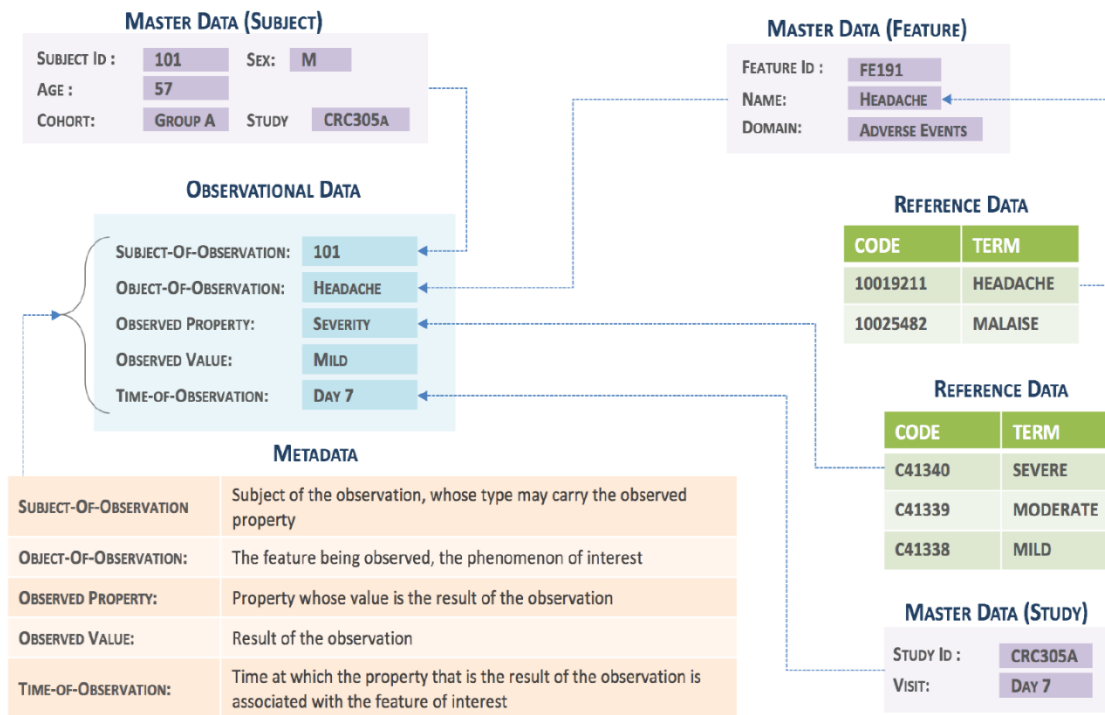 MASTER DATA (SUBJECT)
SUBJECT ID : 101 SEX: M
AGE : 57
COHORT: GROUP A STUDY CRC305A
MASTER DATA (FEATURE)
FEATURE ID : FE191
NAME: HEADACHE
DOMAIN: ADVERSE EVENTS
OBSERVATIONAL DATA
SUBJECT-OF-OBSERVATION: 101
OBJECT-OF-OBSERVATION: HEADACHE
OBSERVED PROPERTY: SEVERITY
OBSERVED VALUE: MILD
TIME-OF-OBSERVATION: DAY 7
REFERENCE DATA
CODE TERM
10019211 HEADACHE
10025482 MALAISE
REFERENCE DATA
CODE TERM
C41340 SEVERE
C41339 MODERATE
C41338 MILD
METADATA
SUBJECT-OF-OBSERVATION Subject of the observation, whose type may carry the observed
property
OBJECT-OF-OBSERVATION: The feature being observed, the phenomenon of interest
OBSERVED PROPERTY: Property whose value is the result of the observation
OBSERVED VALUE: Result of the observation
TIME-OF-OBSERVATION: Time at which the property that is the result of the observation is
associated with the feature of interest
MASTER DATA (STUDY)
STUDY ID : CRC305A
VISIT: DAY 7